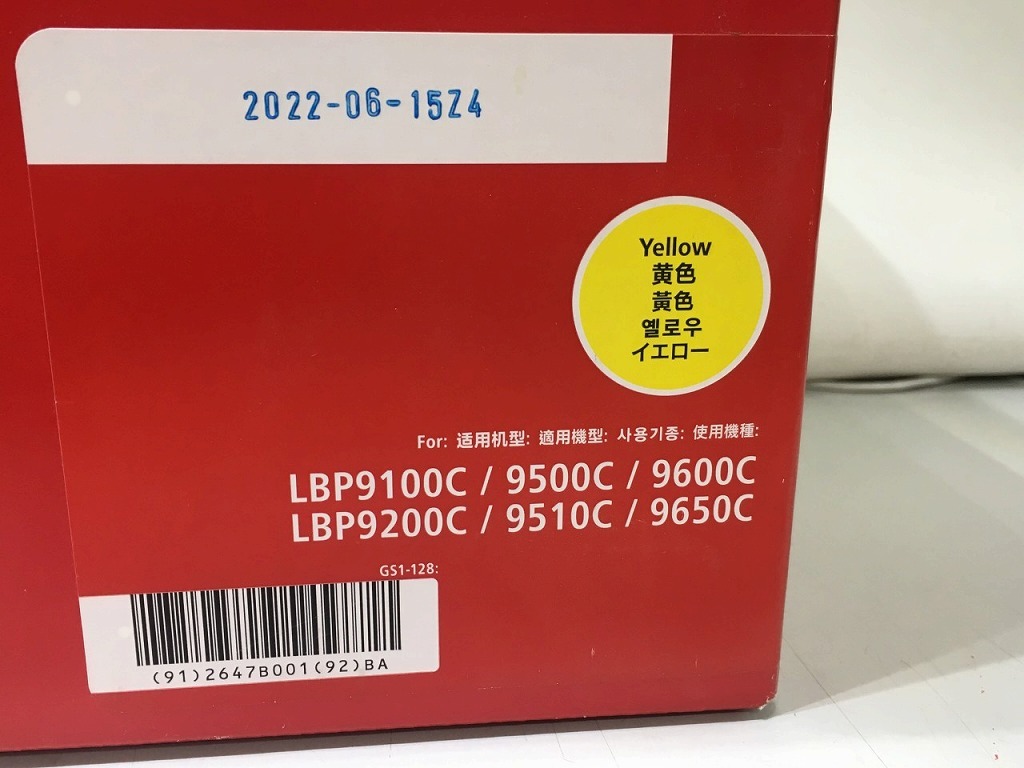 2022-06-15Z4
Yellow
黄色
黃色
옐로우
イエロー
For: 适用机型: 適用機型: 사용기종: 使用機種:
LBP9100C / 9500C / 9600C
LBP9200C / 9510C / 9650C
GS1-128:
(91)2647B001(92)BA